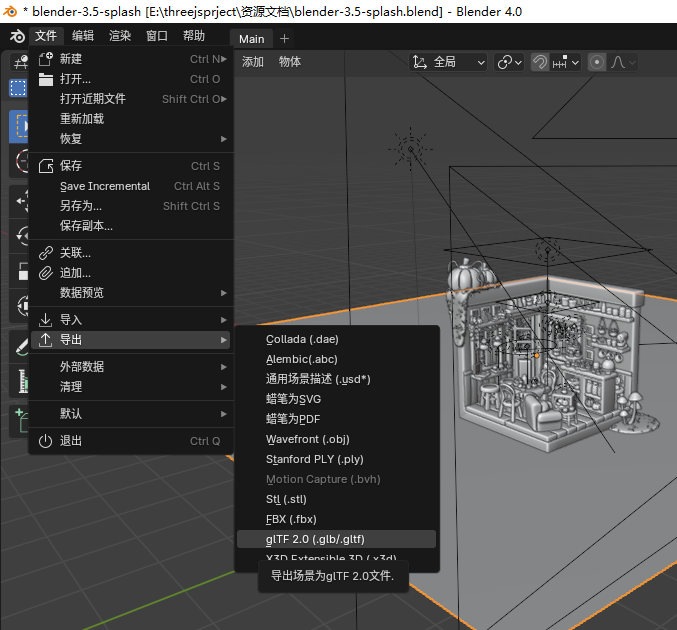 * blender-3.5-splash [E:\threejsprject\资源文档\blender-3.5-splash.blend] - Blender 4.0
文件 编辑 渲染 窗口 帮助 Main +
新建 Ctrl N
添加 物体 全局
打开... Ctrl O
打开近期文件 Shift Ctrl O
重新加载
恢复
保存 Ctrl S
Save Incremental Ctrl Alt S
另存为... Shift Ctrl S
保存副本...
关联...
追加...
数据预览
导入
导出
外部数据
清理
默认
退出 Ctrl Q
Collada (.dae)
Alembic(.abc)
通用场景描述 (.usd*)
蜡笔为SVG
蜡笔为PDF
Wavefront (.obj)
Stanford PLY (.ply)
Motion Capture (.bvh)
Stl (.stl)
FBX (.fbx)
glTF 2.0 (.glb/.gltf)
X3D Extensible 3D (.x3d)
导出场景为glTF 2.0文件.